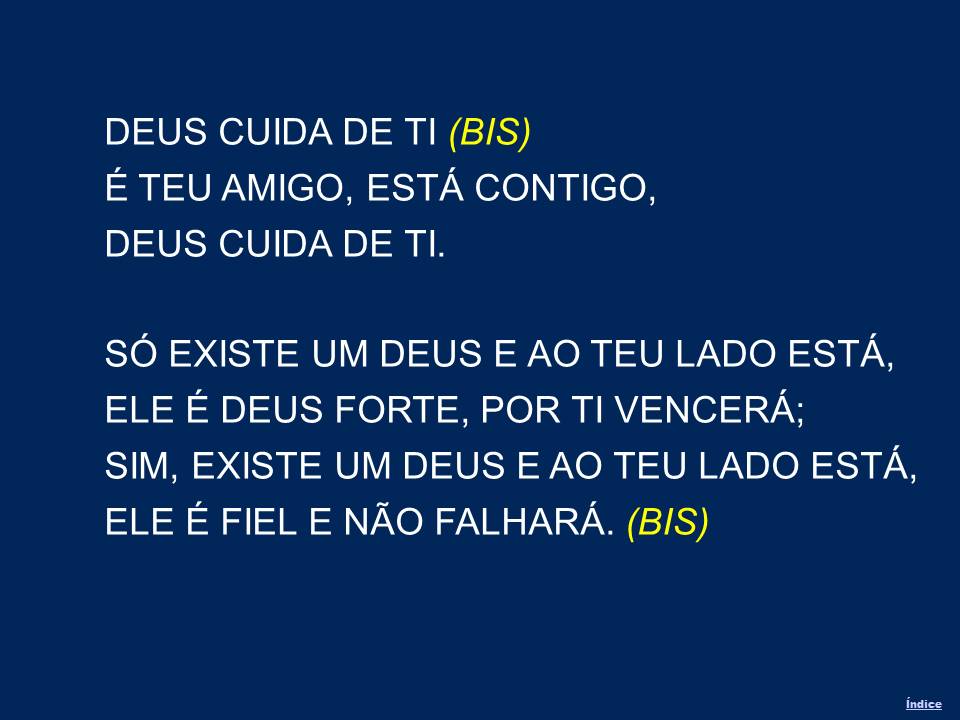 DEUS CUIDA DE TI (BIS)
É TEU AMIGO, ESTÁ CONTIGO,
DEUS CUIDA DE TI.
SÓ EXISTE UM DEUS E AO TEU LADO ESTÁ,
ELE É DEUS FORTE, POR TI VENCERÁ;
SIM, EXISTE UM DEUS E AO TEU LADO ESTÁ,
ELE É FIEL E NÃO FALHARÁ. (BIS)
Índice